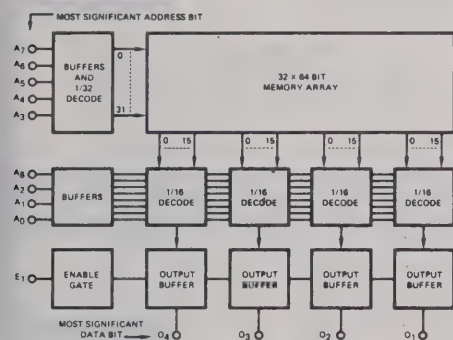 MOST SIGNIFICANT ADDRESS BIT
A7
A6
A5
A4
A3
BUFFERS
AND
1/32
DECODE
0
31
32 × 64 BIT
MEMORY ARRAY
0 15
0 15
0 15
0 15
A8
A2
A1
A0
BUFFERS
1/16
DECODE
1/16
DECODE
1/16
DECODE
1/16
DECODE
E1
ENABLE
GATE
OUTPUT
BUFFER
OUTPUT
BUFFER
OUTPUT
BUFFER
OUTPUT
BUFFER
MOST SIGNIFICANT
DATA BIT
O4
O3
O2
O1